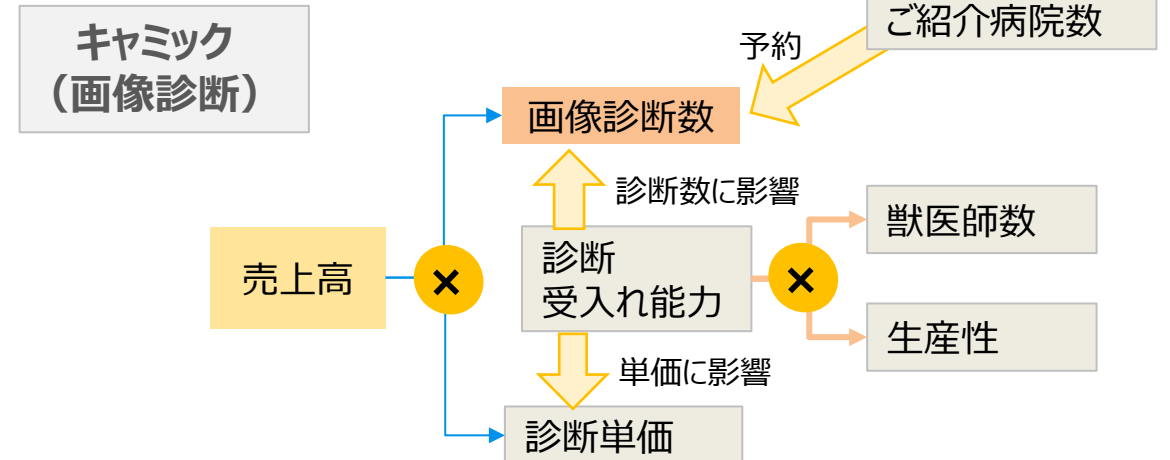 キャミック
（画像診断）
ご紹介病院数
予約
画像診断数
診断数に影響
獣医師数
売上高
×
診断
受入れ能力
×
生産性
単価に影響
診断単価